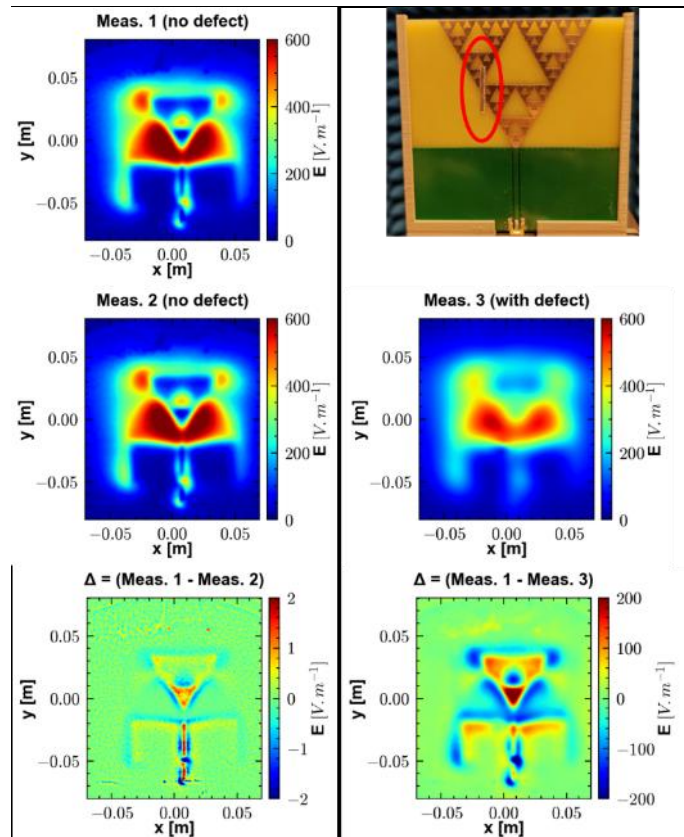 Meas. 1 (no defect)
0.05
0.00
−0.05
y [m]
−0.05 0.00 0.05
x [m]
600
400
200
0
E [V.m⁻¹]
Meas. 2 (no defect)
0.05
0.00
−0.05
y [m]
−0.05 0.00 0.05
x [m]
600
400
200
0
E [V.m⁻¹]
Meas. 3 (with defect)
0.05
0.00
−0.05
y [m]
−0.05 0.00 0.05
x [m]
600
400
200
0
E [V.m⁻¹]
Δ = (Meas. 1 - Meas. 2)
0.05
0.00
−0.05
y [m]
−0.05 0.00 0.05
x [m]
2
1
0
−1
−2
E [V.m⁻¹]
Δ = (Meas. 1 - Meas. 3)
0.05
0.00
−0.05
y [m]
−0.05 0.00 0.05
x [m]
200
100
0
−100
−200
E [V.m⁻¹]